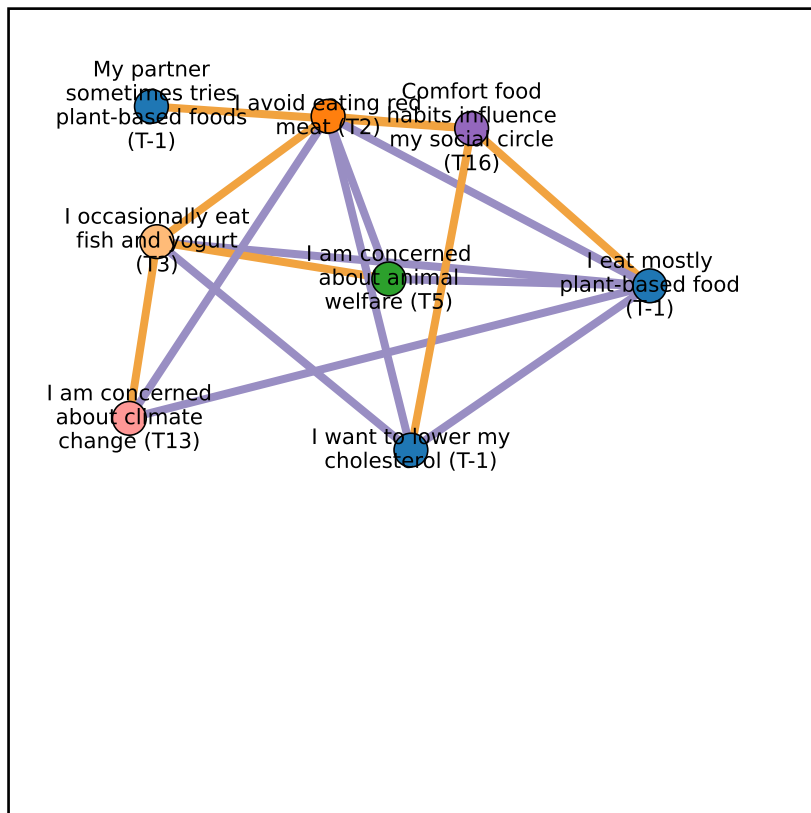 My partner
sometimes tries
plant-based foods
(T-1)
I avoid eating red
meat (T2)
Comfort food
habits influence
my social circle
(T16)
I occasionally eat
fish and yogurt
(T3)
I am concerned
about animal
welfare (T5)
I eat mostly
plant-based food
(T-1)
I am concerned
about climate
change (T13)
I want to lower my
cholesterol (T-1)